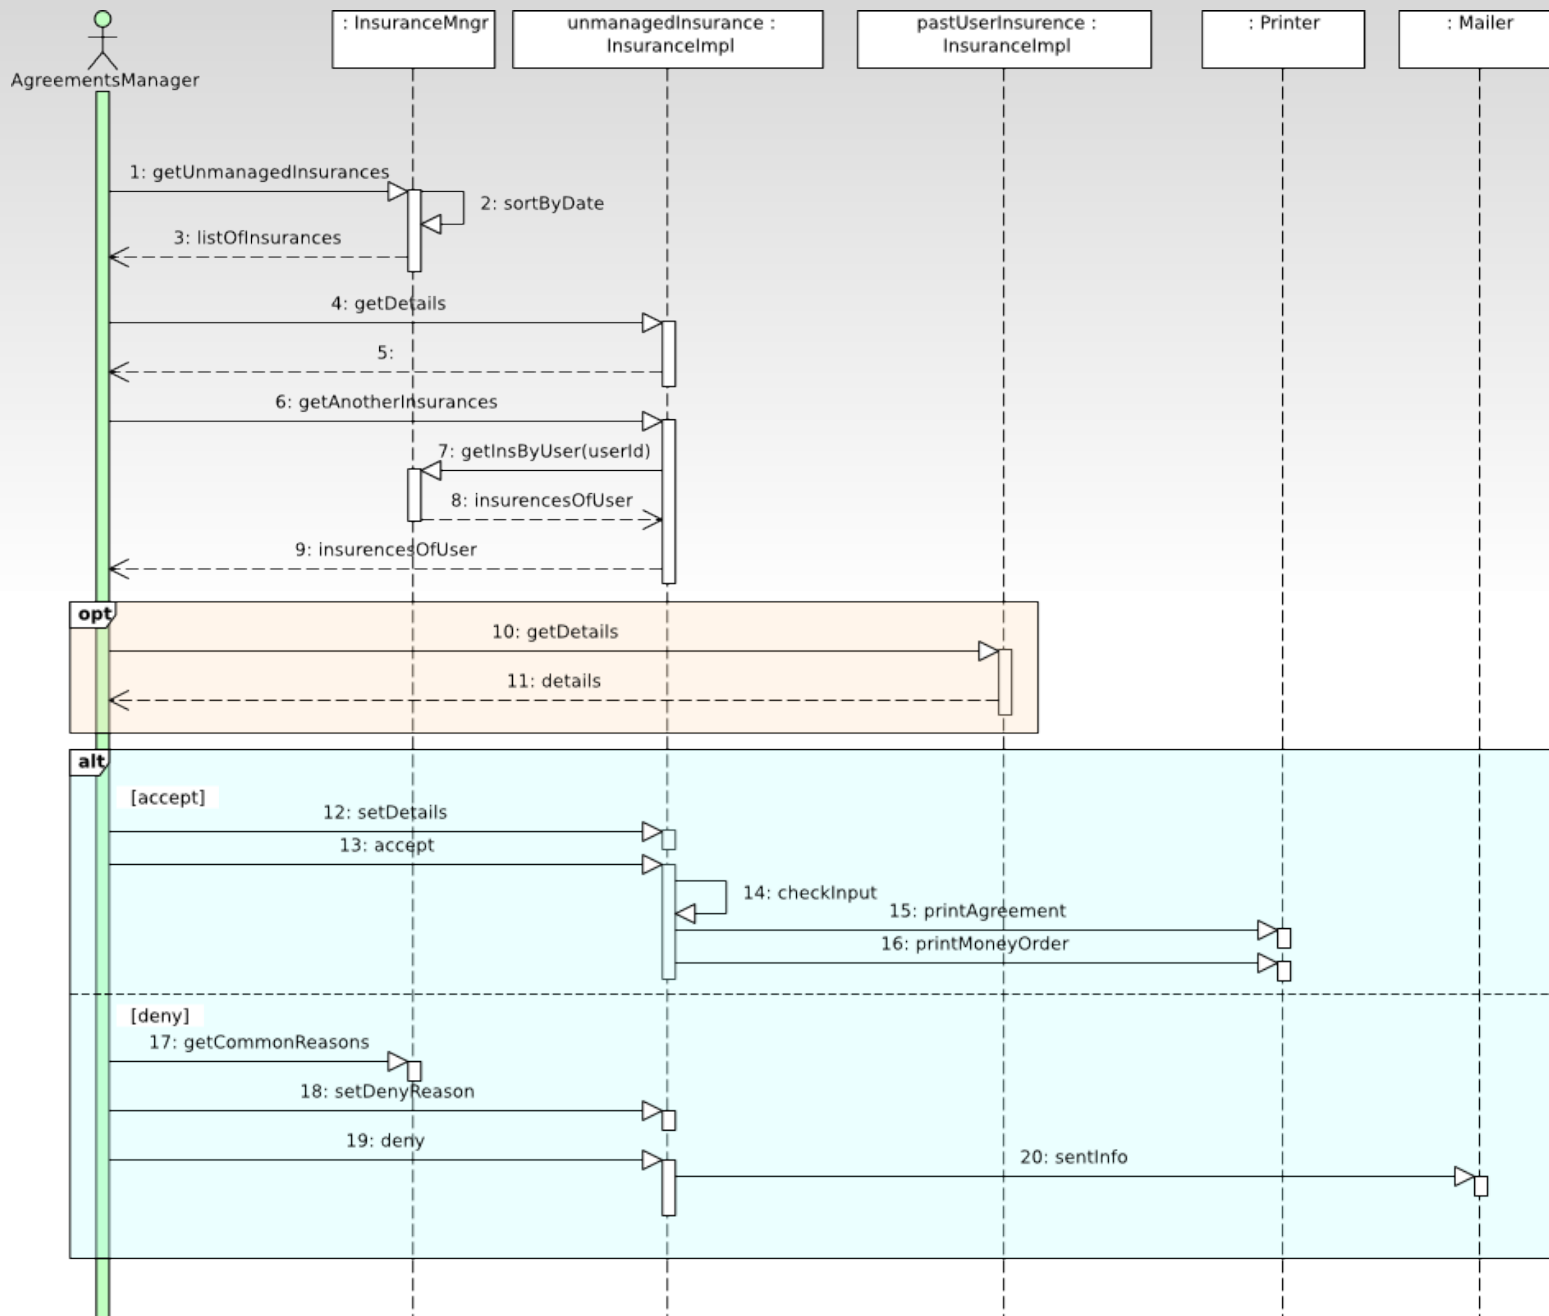 AgreementsManager
: InsuranceMngr
unmanagedInsurance :
InsuranceImpl
pastUserInsurence :
InsuranceImpl
: Printer
: Mailer
1: getUnmanagedInsurances
2: sortByDate
3: listOfInsurances
4: getDetails
5:
6: getAnotherInsurances
7: getInsByUser(userId)
8: insurencesOfUser
9: insurencesOfUser
opt
10: getDetails
11: details
alt
[accept]
12: setDetails
13: accept
14: checkInput
15: printAgreement
16: printMoneyOrder
[deny]
17: getCommonReasons
18: setDenyReason
19: deny
20: sentInfo